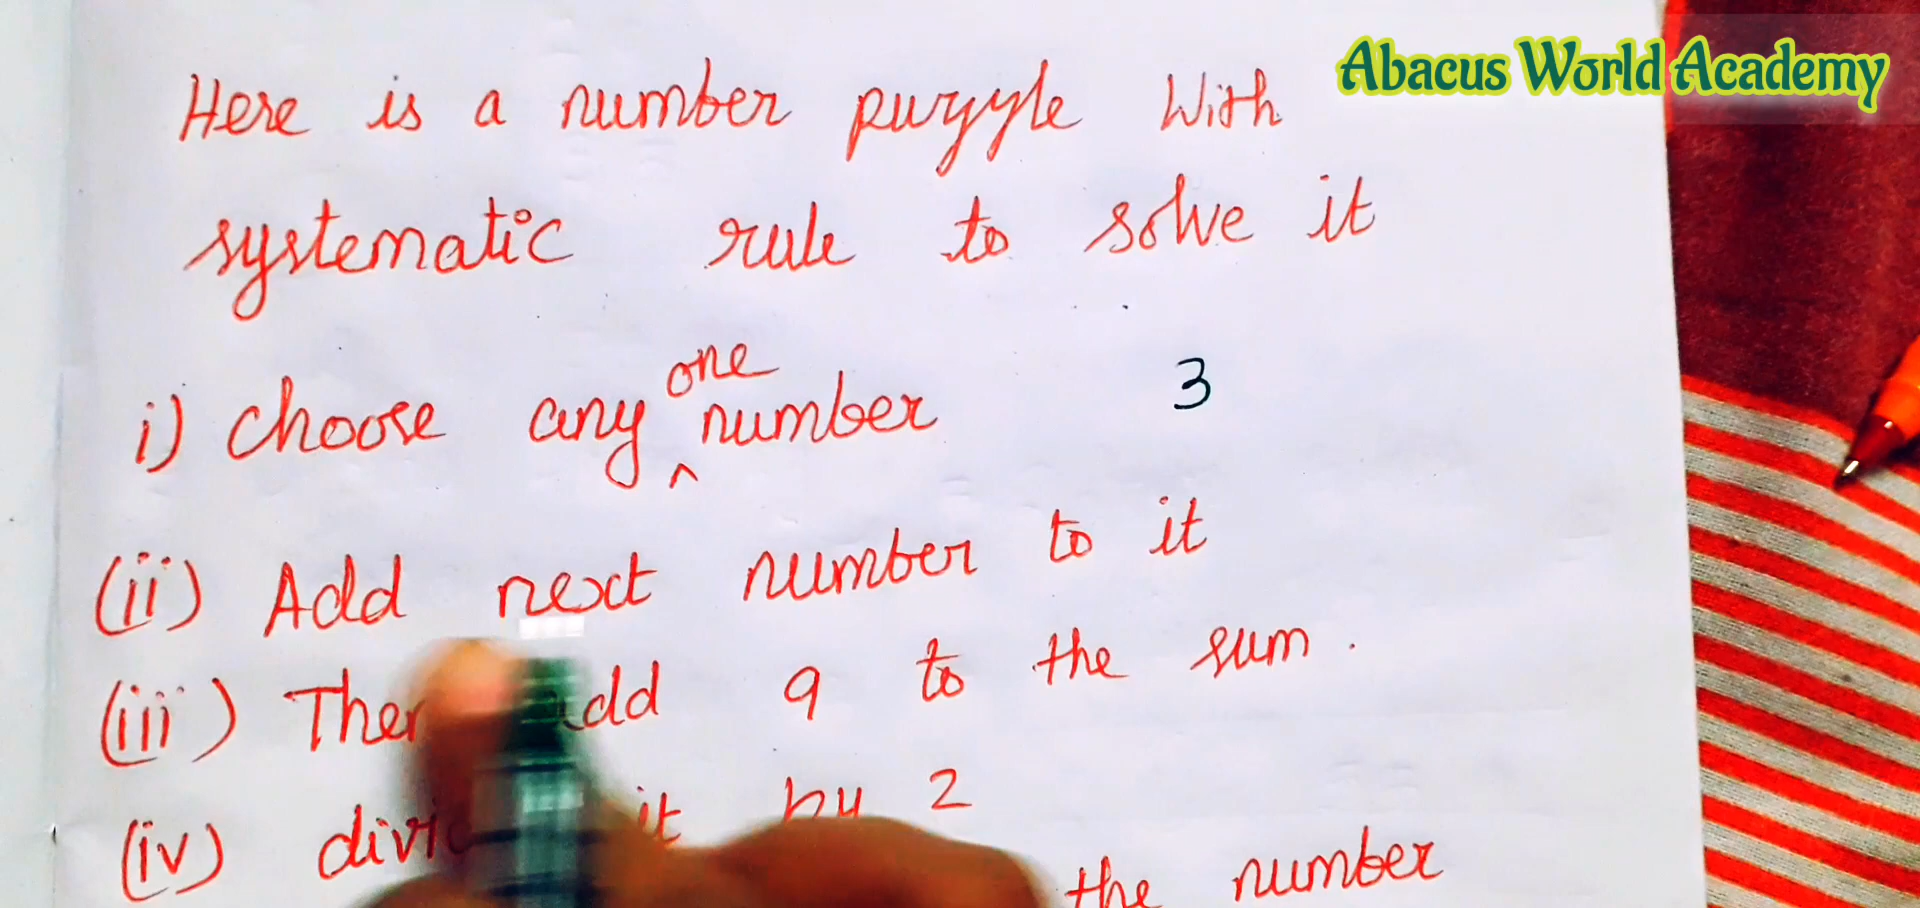 Abacus World Academy
Here is a number puzzle with
systematic rule to solve it
i) choose any one number 3
^
(ii) Add next number to it
(iii) Then add 9 to the sum.
(iv) it by 2
the number